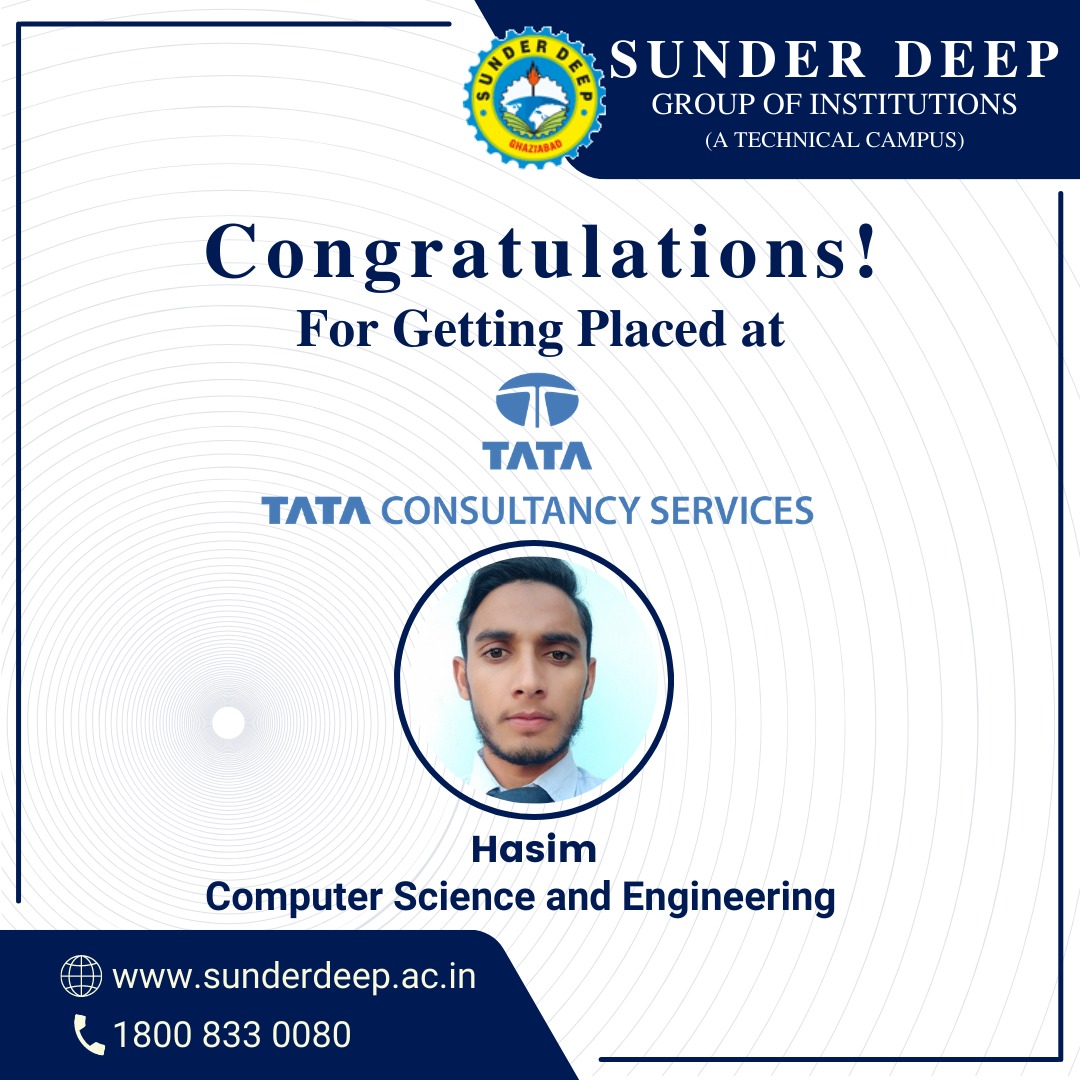 SUNDER DEEP
GHAZIABAD
SUNDER DEEP
GROUP OF INSTITUTIONS
(A TECHNICAL CAMPUS)
Congratulations!
For Getting Placed at
TATA
TATA CONSULTANCY SERVICES
Hasim
Computer Science and Engineering
www.sunderdeep.ac.in
1800 833 0080